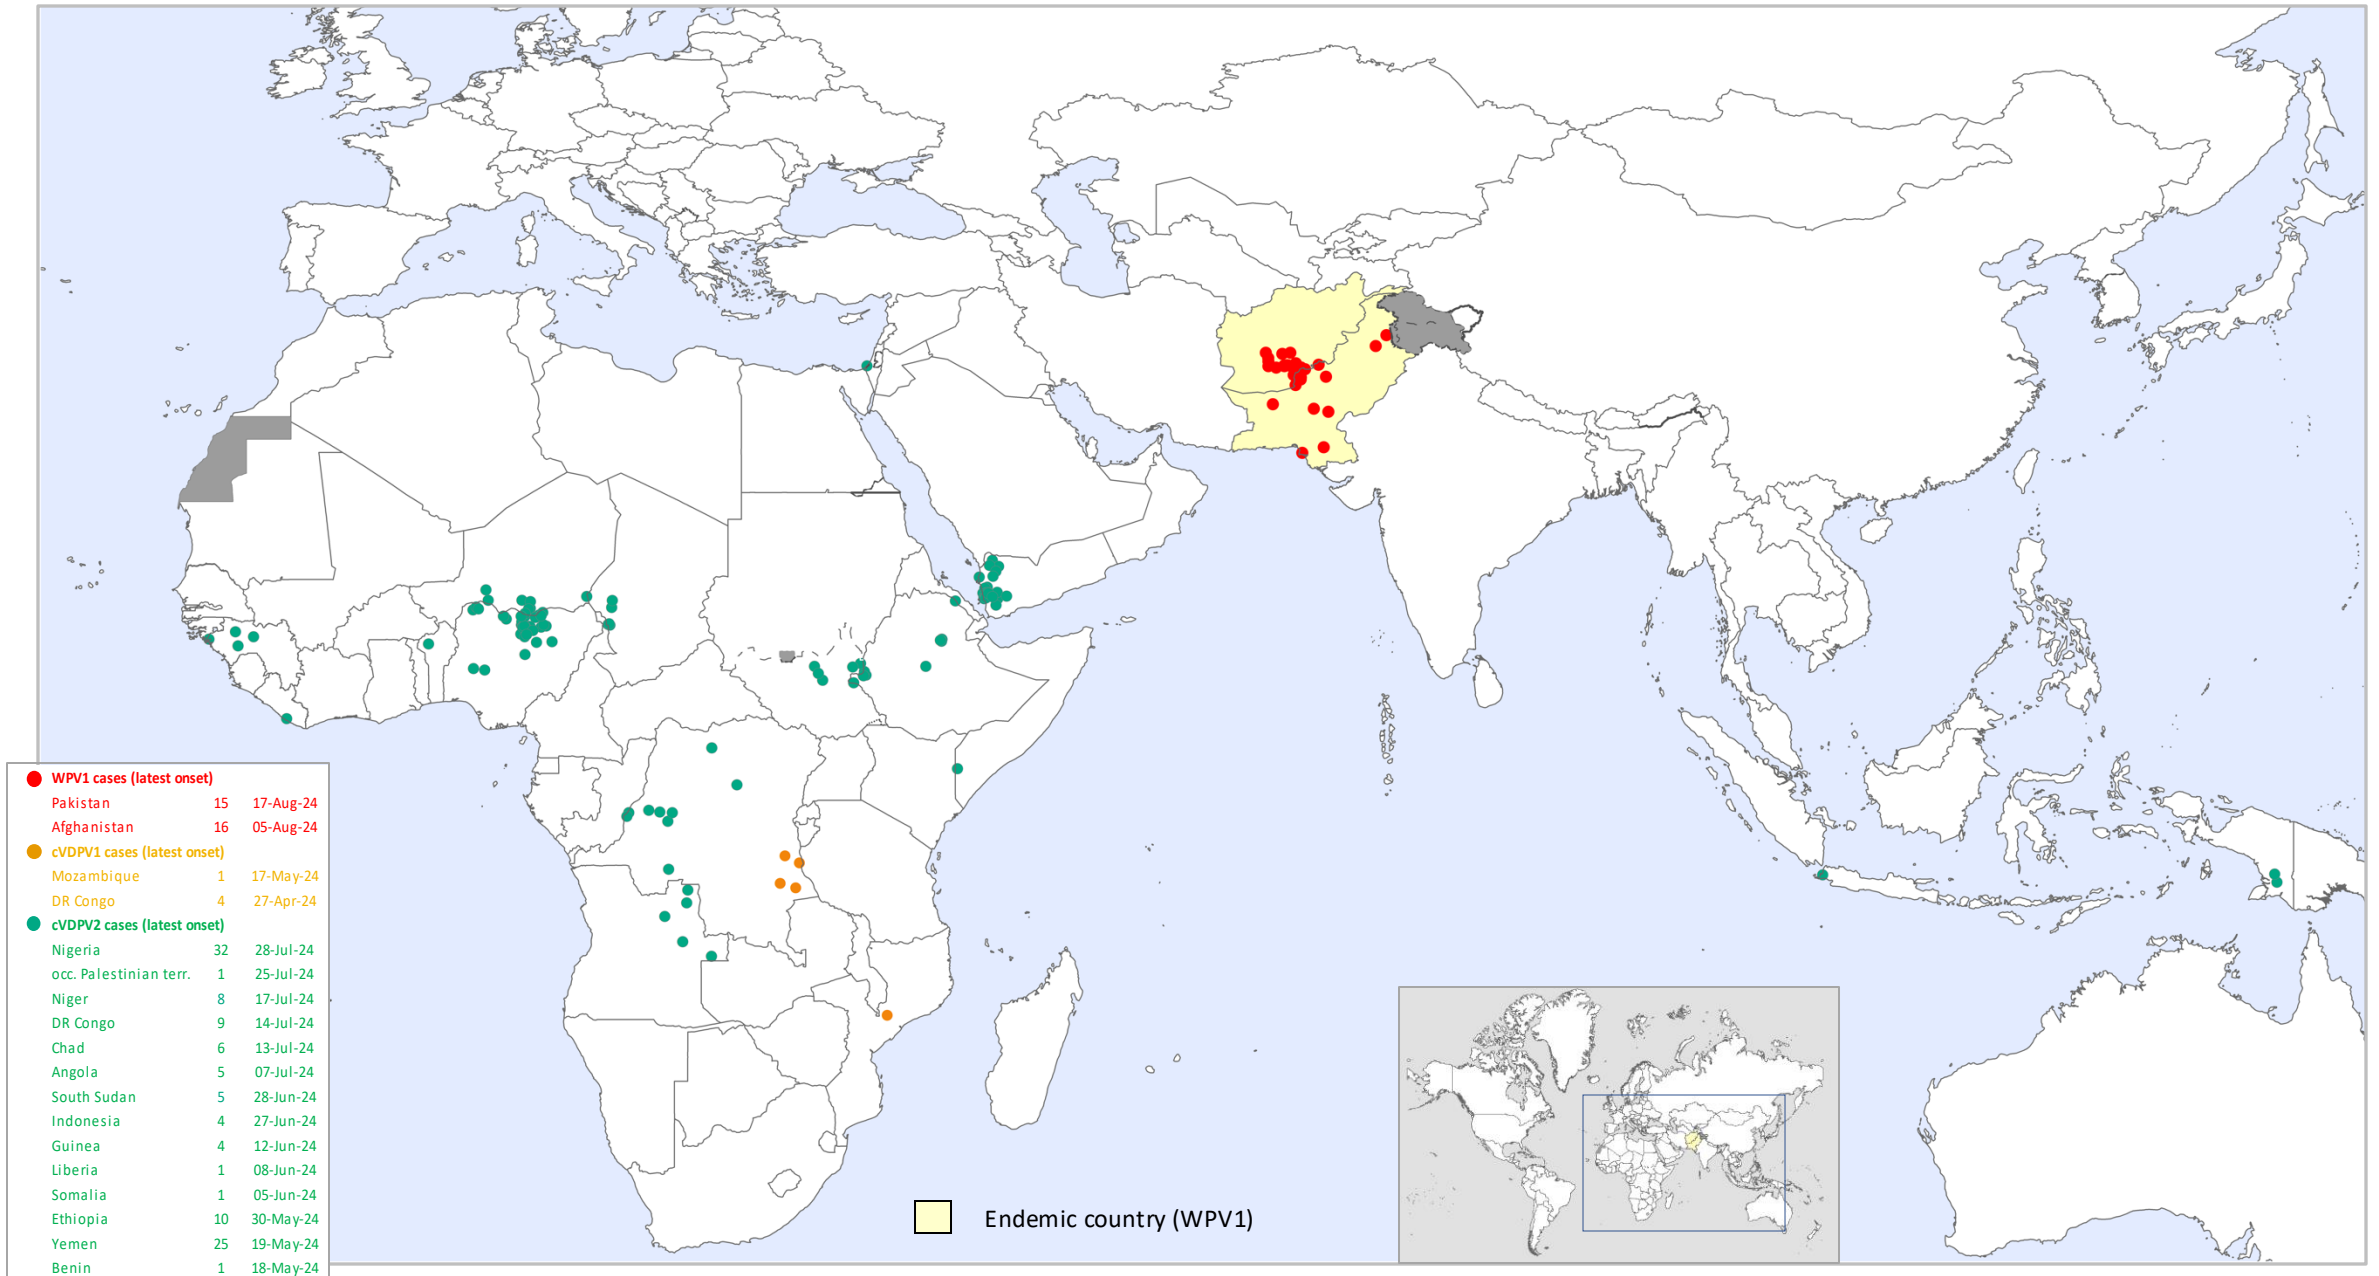 WPV1 cases (latest onset)
Pakistan 15 17-Aug-24
Afghanistan 16 05-Aug-24
cVDPV1 cases (latest onset)
Mozambique 1 17-May-24
DR Congo 4 27-Apr-24
cVDPV2 cases (latest onset)
Nigeria 32 28-Jul-24
occ. Palestinian terr. 1 25-Jul-24
Niger 8 17-Jul-24
DR Congo 9 14-Jul-24
Chad 6 13-Jul-24
Angola 5 07-Jul-24
South Sudan 5 28-Jun-24
Indonesia 4 27-Jun-24
Guinea 4 12-Jun-24
Liberia 1 08-Jun-24
Somalia 1 05-Jun-24
Ethiopia 10 30-May-24
Yemen 25 19-May-24
Benin 1 18-May-24
Endemic country (WPV1)